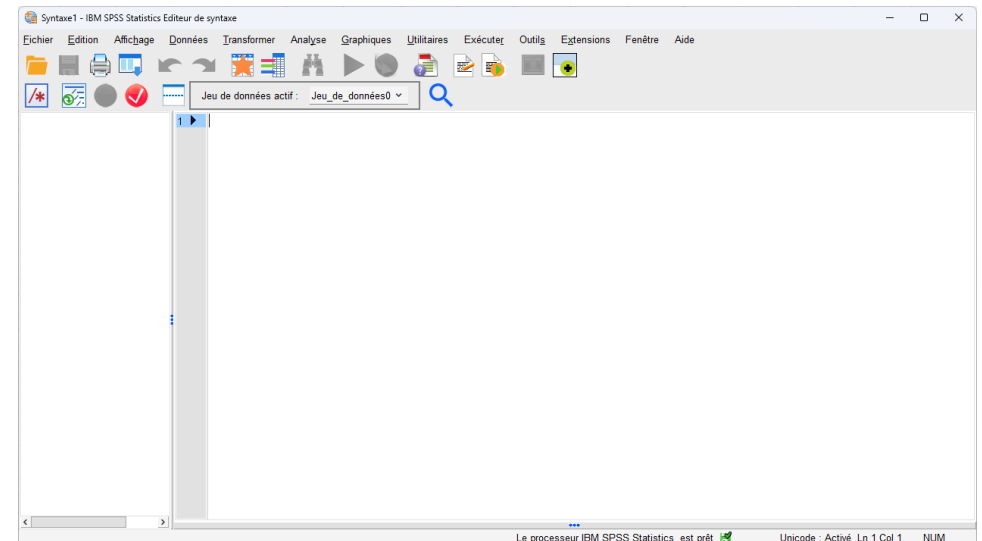 Syntaxe1 - IBM SPSS Statistics Editeur de syntaxe
Fichier Edition Affichage Données Transformer Analyse Graphiques Utilitaires Exécuter Outils Extensions Fenêtre Aide
Jeu de données actif : Jeu_de_données0
1
Le processeur IBM SPSS Statistics est prêt Unicode : Activé Ln 1 Col 1 NUM